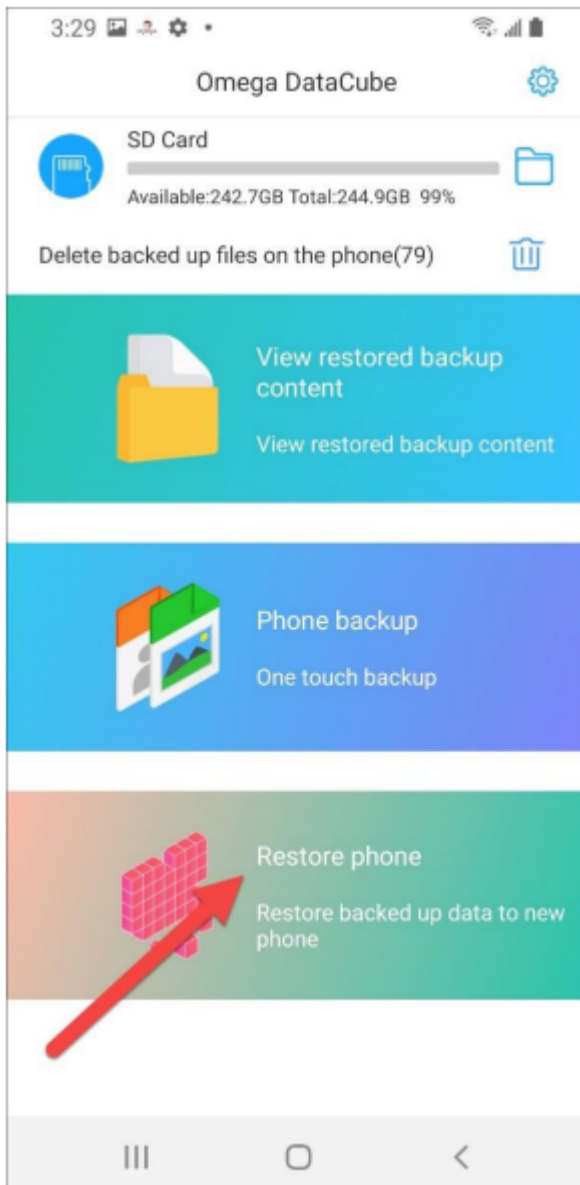 3:29
Omega DataCube
SD Card
Available:242.7GB Total:244.9GB 99%
Delete backed up files on the phone(79)
View restored backup
content
View restored backup content
Phone backup
One touch backup
Restore phone
Restore backed up data to new
phone